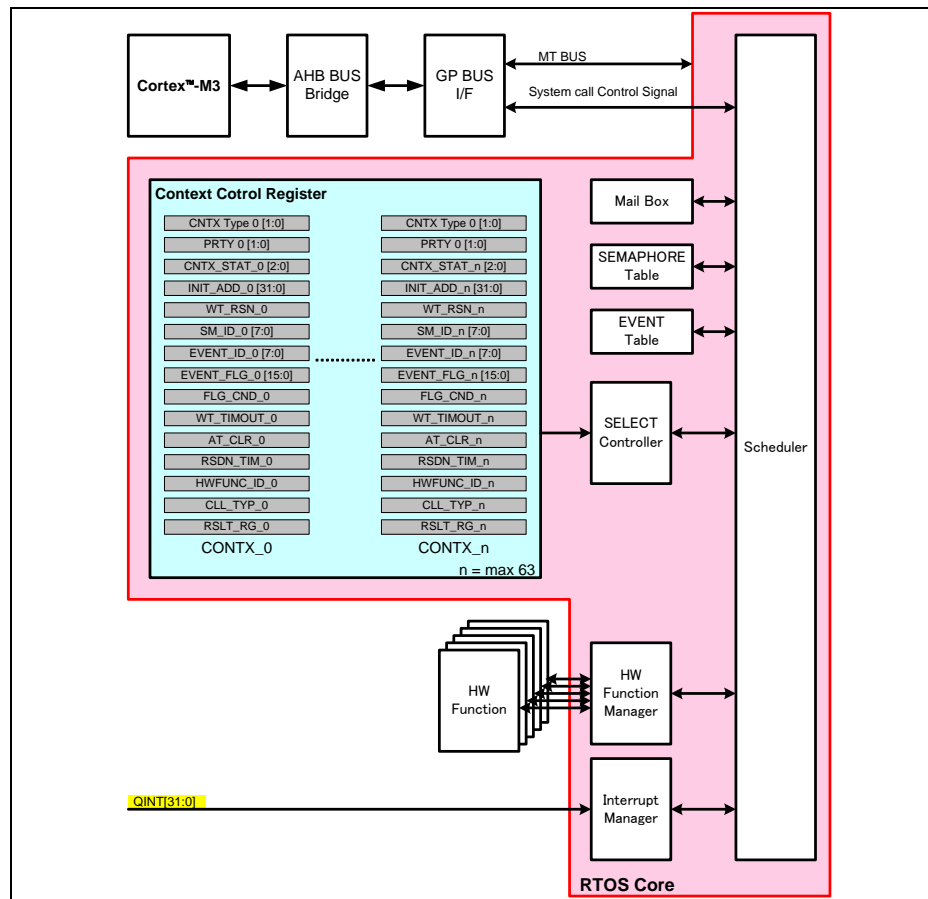 Cortex™-M3
AHB BUS
Bridge
GP BUS
I/F
MT BUS
System call Control Signal
Context Cotrol Register
CNTX Type 0 [1:0]
PRTY 0 [1:0]
CNTX_STAT_0 [2:0]
INIT_ADD_0 [31:0]
WT_RSN_0
SM_ID_0 [7:0]
EVENT_ID_0 [7:0]
EVENT_FLG_0 [15:0]
FLG_CND_0
WT_TIMOUT_0
AT_CLR_0
RSDN_TIM_0
HWFUNC_ID_0
CLL_TYP_0
RSLT_RG_0
CONTX_0
CNTX Type 0 [1:0]
PRTY 0 [1:0]
CNTX_STAT_n [2:0]
INIT_ADD_n [31:0]
WT_RSN_n
SM_ID_n [7:0]
EVENT_ID_n [7:0]
EVENT_FLG_n [15:0]
FLG_CND_n
WT_TIMOUT_n
AT_CLR_n
RSDN_TIM_n
HWFUNC_ID_n
CLL_TYP_n
RSLT_RG_n
CONTX_n
n = max 63
Mail Box
SEMAPHORE
Table
EVENT
Table
SELECT
Controller
Scheduler
HW
Function
HW
Function
Manager
QINT[31:0]
Interrupt
Manager
RTOS Core